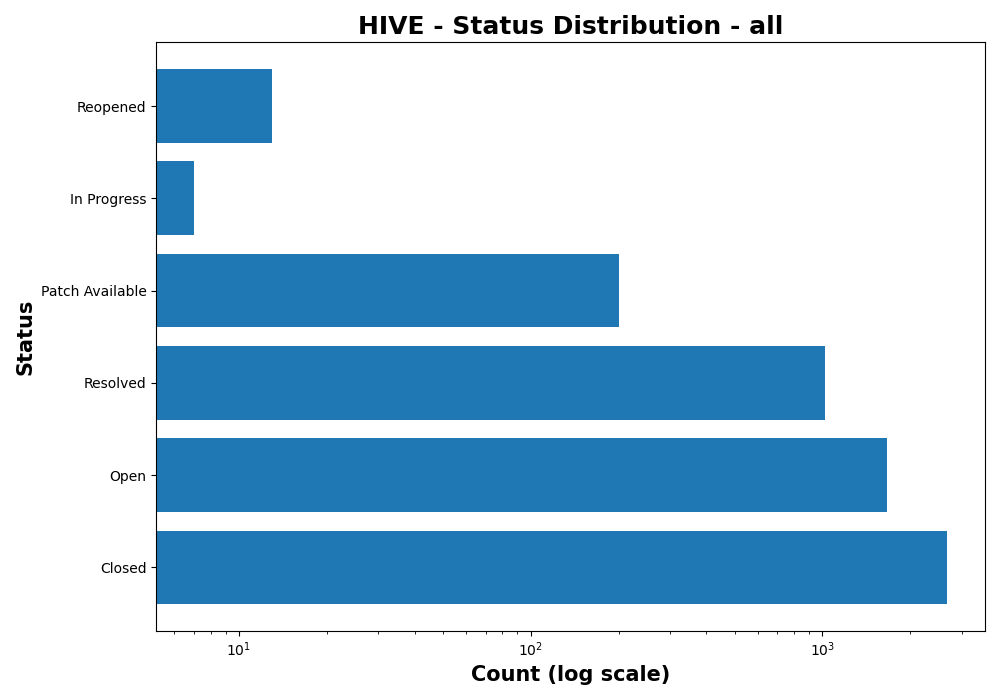 HIVE - Status Distribution - all
Reopened
In Progress
Patch Available
Resolved
Open
Closed
Status
10¹
10²
10³
Count (log scale)